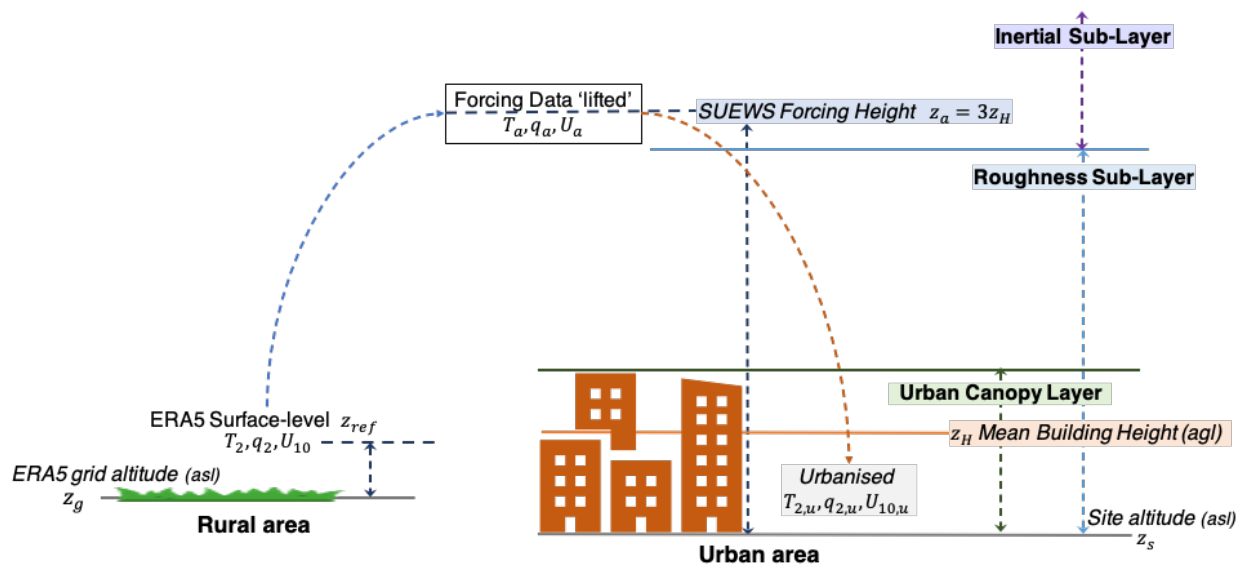 Inertial Sub-Layer
Forcing Data ‘lifted’
T_a, q_a, U_a
SUEWS Forcing Height z_a = 3z_H
Roughness Sub-Layer
Urban Canopy Layer
ERA5 Surface-level z_ref
T_2, q_2, U_10
z_H Mean Building Height (agl)
ERA5 grid altitude (asl)
z_g
Rural area
Urbanised
T_2,u, q_2,u, U_10,u
Site altitude (asl)
z_s
Urban area